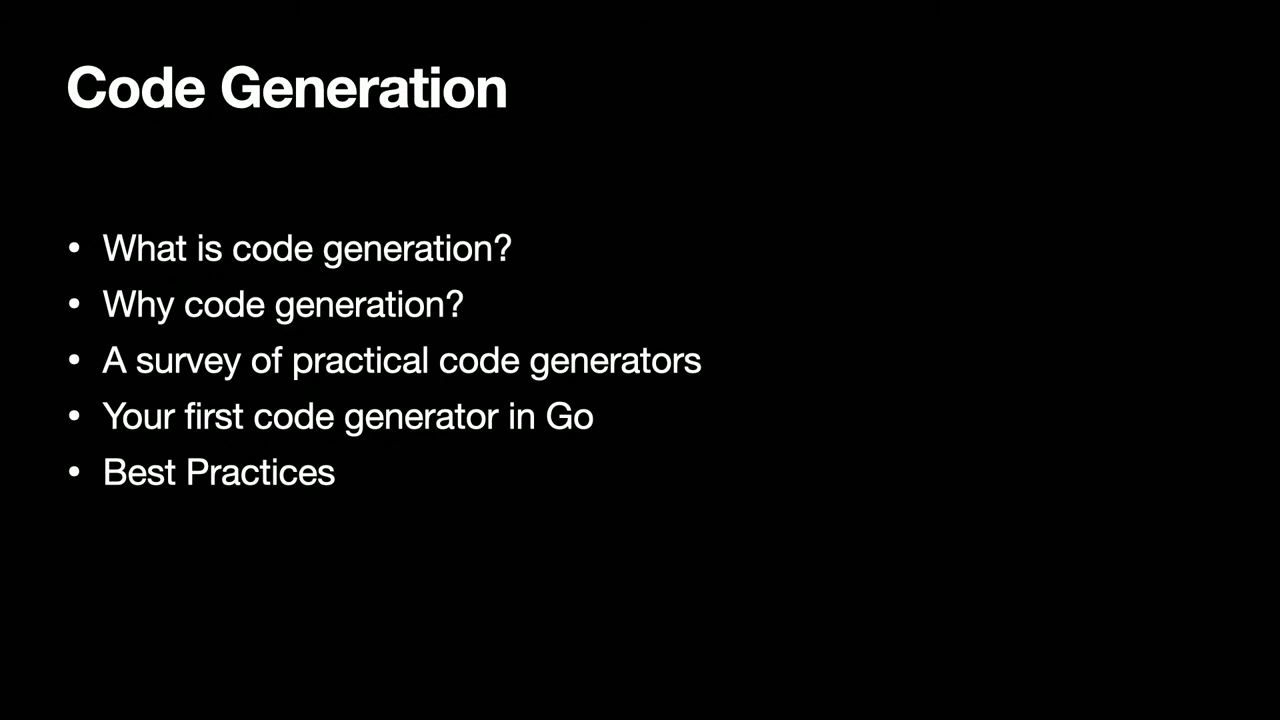 Code Generation
• What is code generation?
• Why code generation?
• A survey of practical code generators
• Your first code generator in Go
• Best Practices